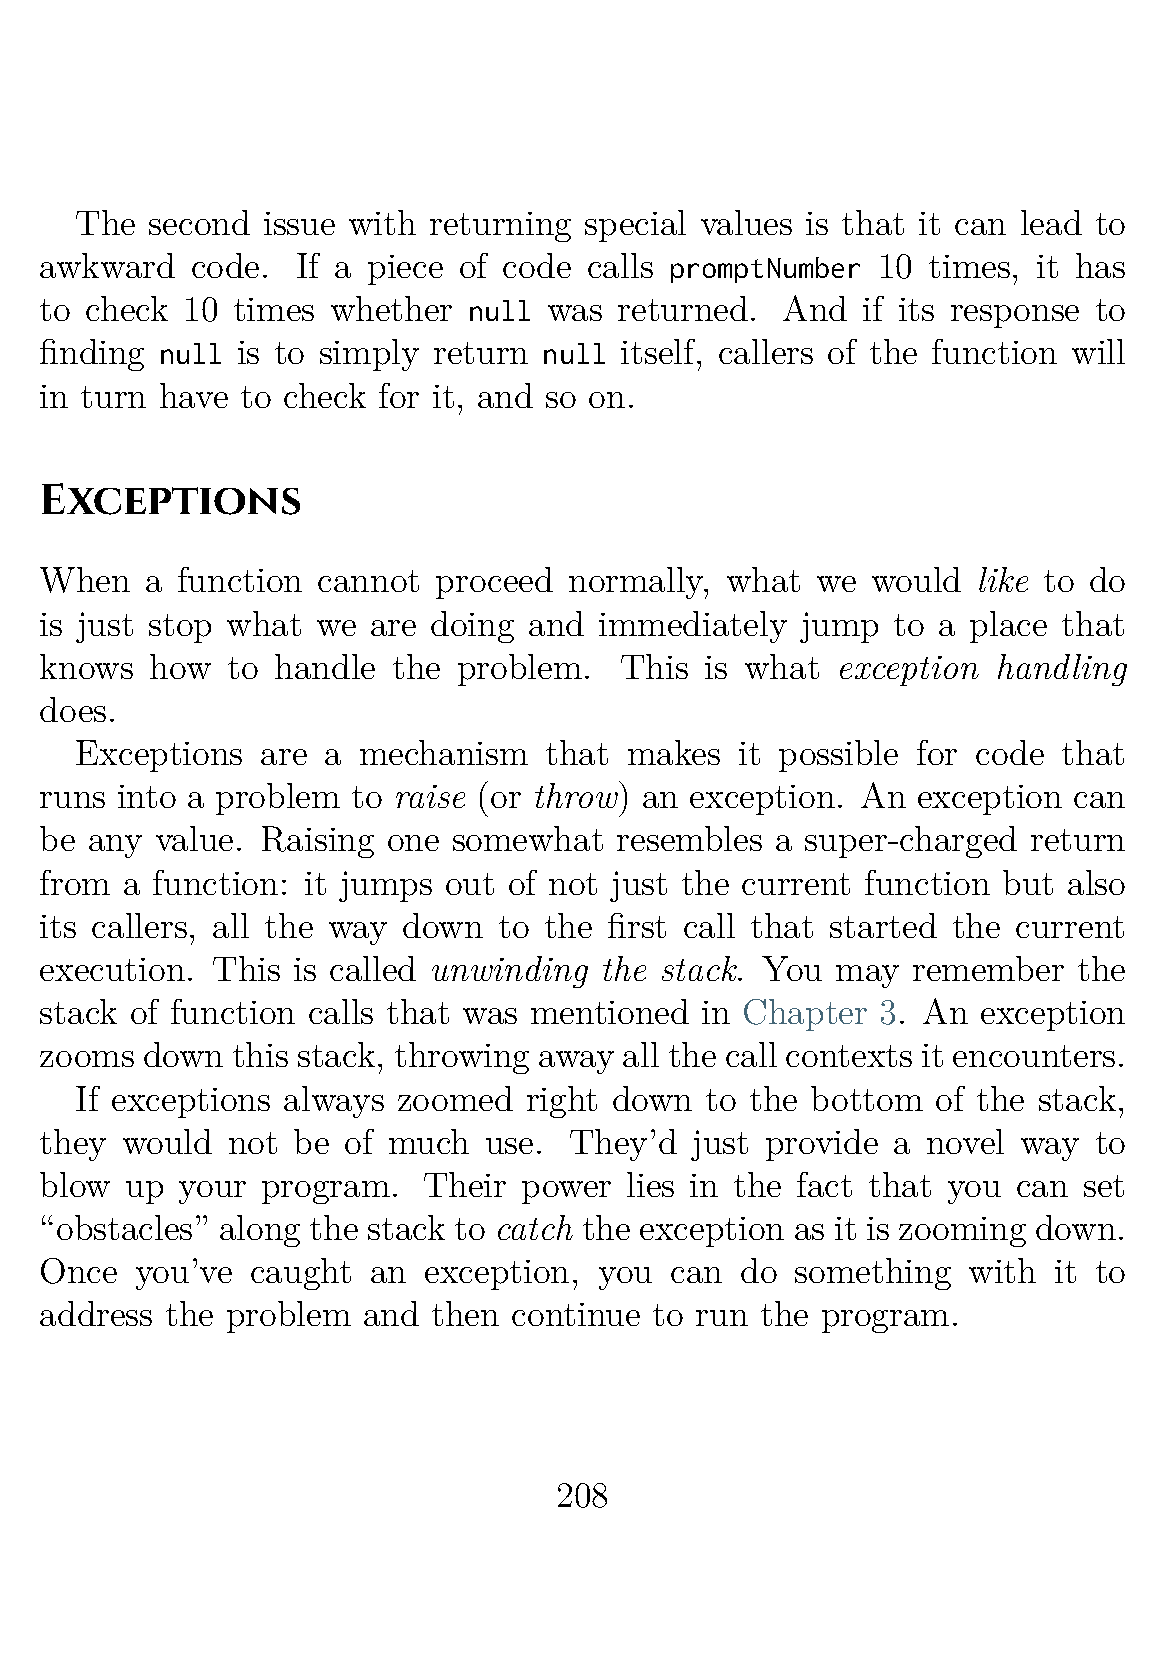 The second issue with returning special values is that it can lead to
awkward code. If a piece of code calls promptNumber 10 times, it has
to check 10 times whether null was returned. And if its response to
finding null is to simply return null itself, callers of the function will
in turn have to check for it, and so on.
Exceptions
When a function cannot proceed normally, what we would like to do
is just stop what we are doing and immediately jump to a place that
knows how to handle the problem. This is what exception handling
does.
Exceptions are a mechanism that makes it possible for code that
runs into a problem to raise (or throw) an exception. An exception can
be any value. Raising one somewhat resembles a super-charged return
from a function: it jumps out of not just the current function but also
its callers, all the way down to the first call that started the current
execution. This is called unwinding the stack. You may remember the
stack of function calls that was mentioned in Chapter 3. An exception
zooms down this stack, throwing away all the call contexts it encounters.
If exceptions always zoomed right down to the bottom of the stack,
they would not be of much use. They’d just provide a novel way to
blow up your program. Their power lies in the fact that you can set
“obstacles” along the stack to catch the exception as it is zooming down.
Once you’ve caught an exception, you can do something with it to
address the problem and then continue to run the program.
208